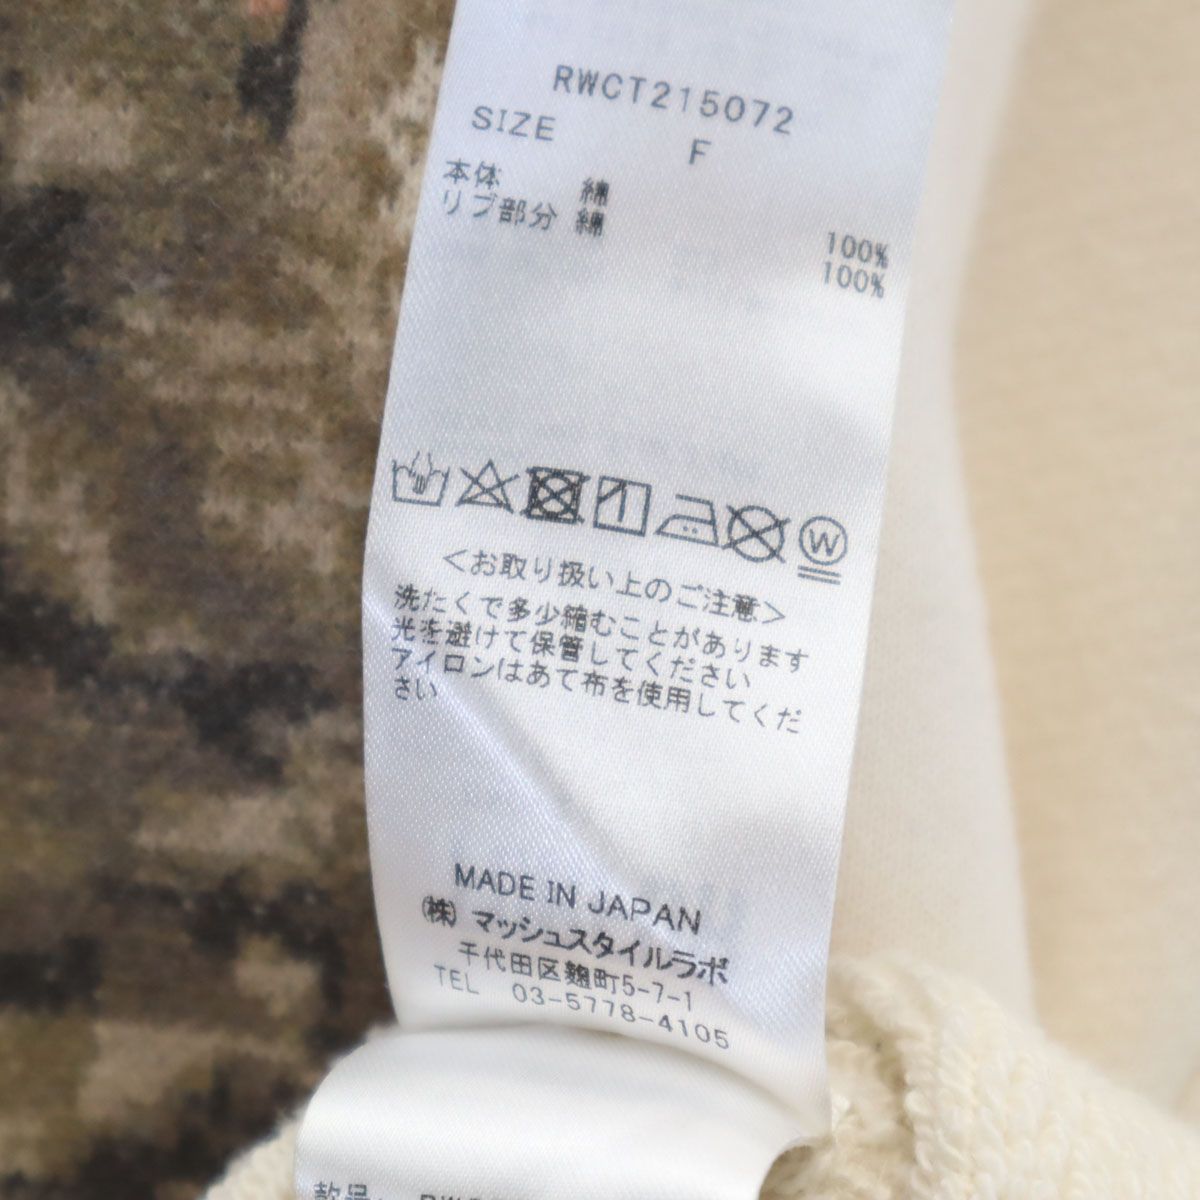 RWCT215072
SIZE F
本体 綿 100%
リブ部分 綿 100%
W
<お取り扱い上のご注意>
洗たくで多少縮むことがあります
光を避けて保管してください
アイロンはあて布を使用してくだ
さい
MADE IN JAPAN
(株) マッシュスタイルラボ
千代田区麹町5-7-1
TEL 03-5778-4105